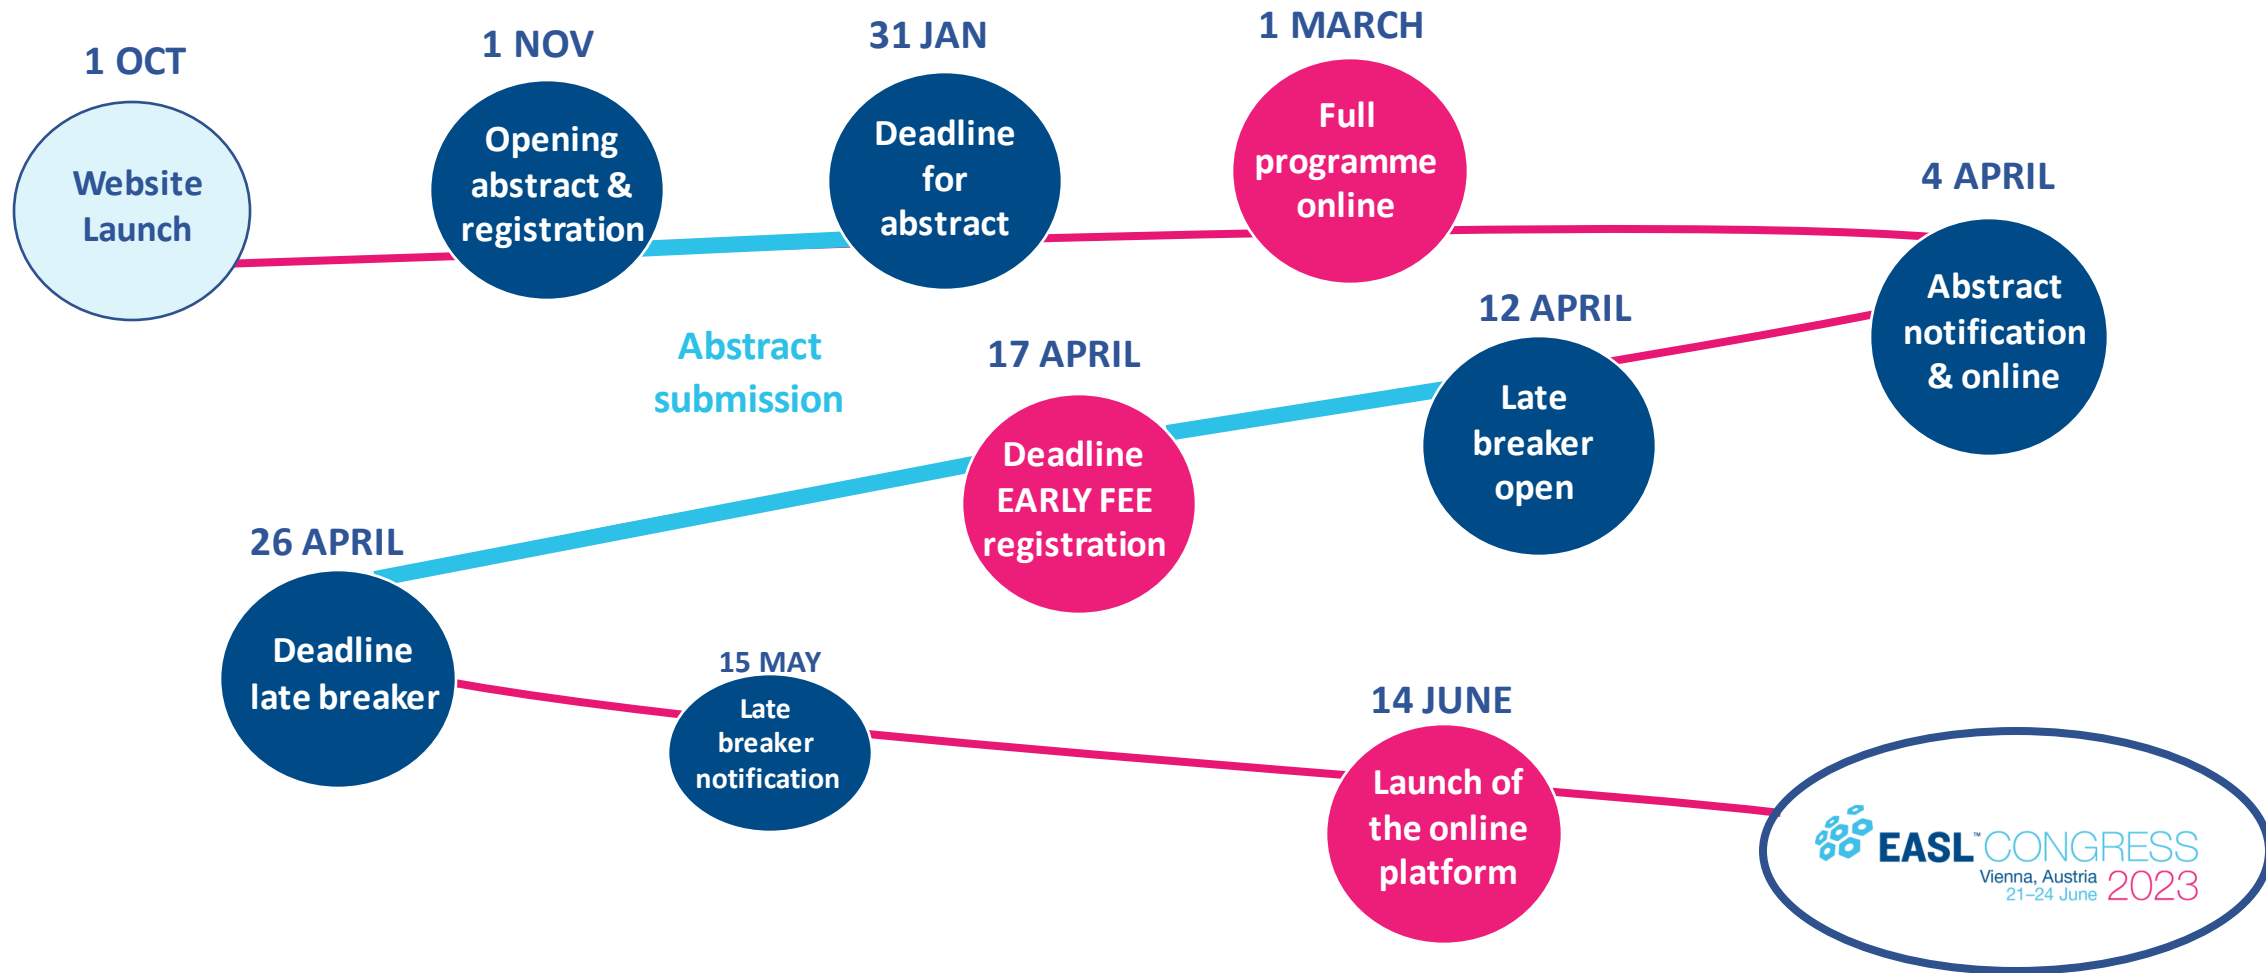 1 OCT
Website
Launch
1 NOV
Opening
abstract &
registration
31 JAN
Deadline
for
abstract
1 MARCH
Full
programme
online
4 APRIL
Abstract
notification
& online
Abstract
submission
12 APRIL
Late
breaker
open
17 APRIL
Deadline
EARLY FEE
registration
26 APRIL
Deadline
late breaker
15 MAY
Late
breaker
notification
14 JUNE
Launch of
the online
platform
EASL™ CONGRESS
Vienna, Austria
21–24 June 2023